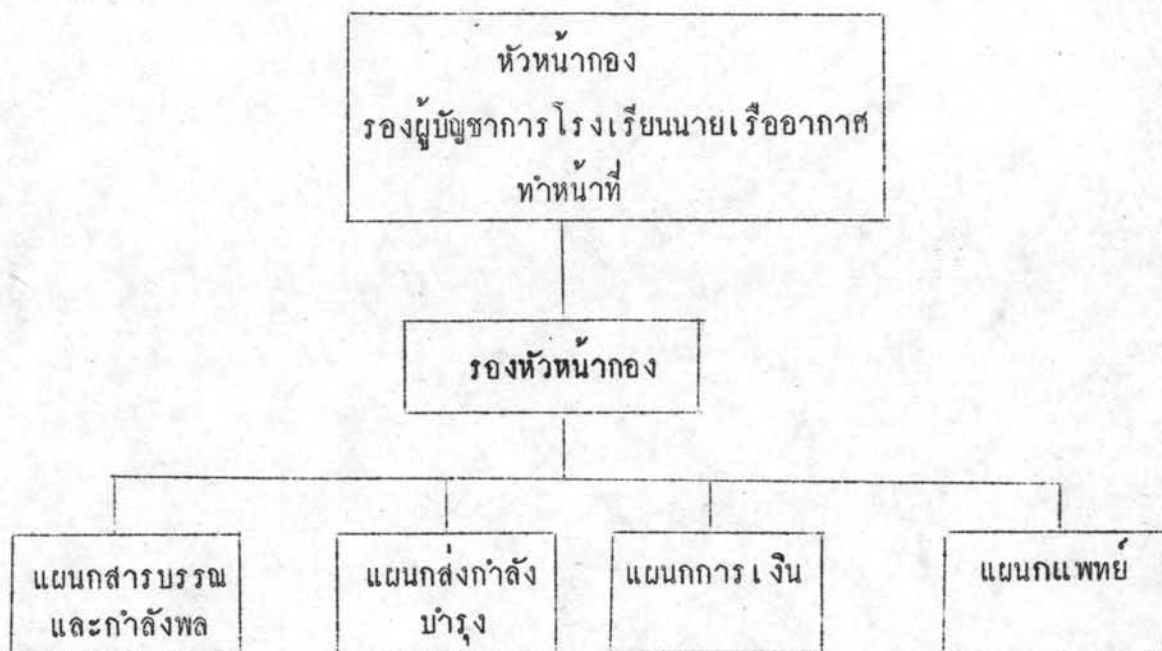 หัวหน้ากอง
รองผู้บัญชาการโรงเรียนนายเรืออากาศ
ทำหน้าที่
รองหัวหน้ากอง
แผนกสารบรรณ
และกำลังพล
แผนกส่งกำลัง
บำรุง
แผนกการเงิน
แผนกแพทย์